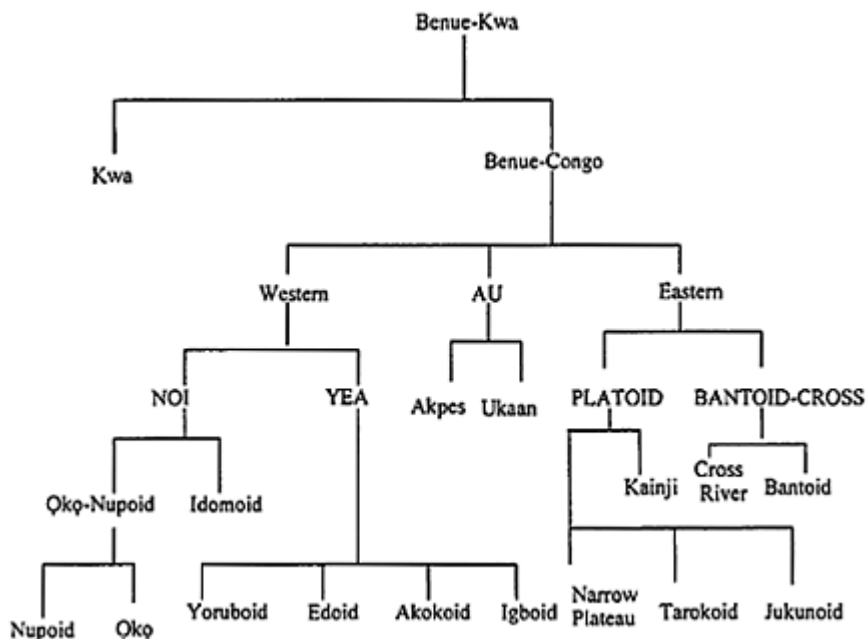 Benue-Kwa
Kwa
Benue-Congo
Western
AU
Eastern
NOI
YEA
Akpes
Ukaan
PLATOID
BANTOID-CROSS
Ọkọ-Nupoid
Idomoid
Kainji
Cross
River
Bantoid
Nupoid
Ọkọ
Yoruboid
Edoid
Akokoid
Igboid
Narrow
Plateau
Tarokoid
Jukunoid